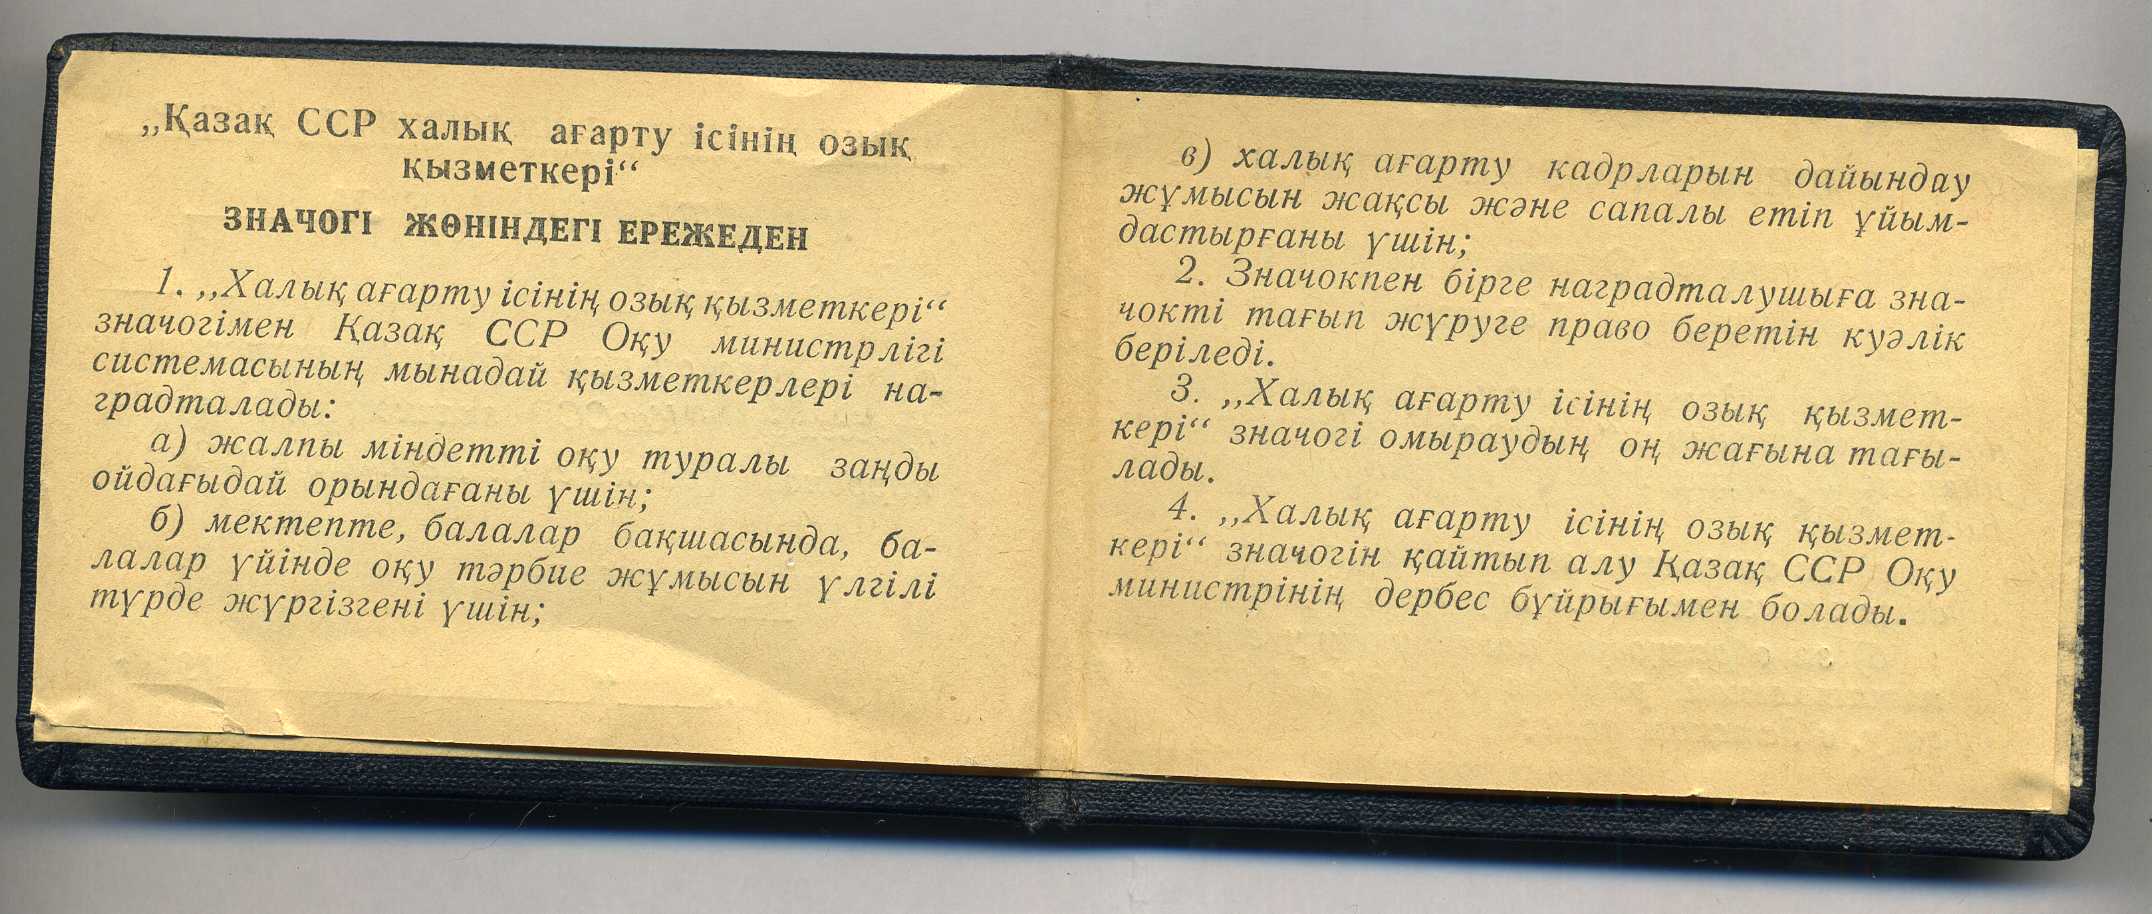 „Қазақ ССР халық ағарту ісінің озық
қызметкері“
ЗНАЧОГІ ЖӨНІНДЕГІ ЕРЕЖЕДЕН
1. „Халық ағарту ісінің озық қызметкері“
значогімен Қазақ ССР Оқу министрлігі
системасының мынадай қызметкерлері на-
градталады:
а) жалпы міндетті оқу туралы заңды
ойдағыдай орындағаны үшін;
б) мектепте, балалар бақшасында, ба-
лалар үйінде оқу тәрбие жұмысын үлгілі
түрде жүргізгені үшін;
в) халық ағарту кадрларын дайындау
жұмысын жақсы және сапалы етіп ұйым-
дастырғаны үшін;
2. Значокпен бірге наградталушыға зна-
чокті тағып жүруге право беретін куәлік
беріледі.
3. „Халық ағарту ісінің озық қызмет-
кері“ значогі омыраудың оң жағына тағы-
лады.
4. „Халық ағарту ісінің озық қызмет-
кері“ значогін қайтып алу Қазақ ССР Оқу
министрінің дербес бұйрығымен болады.